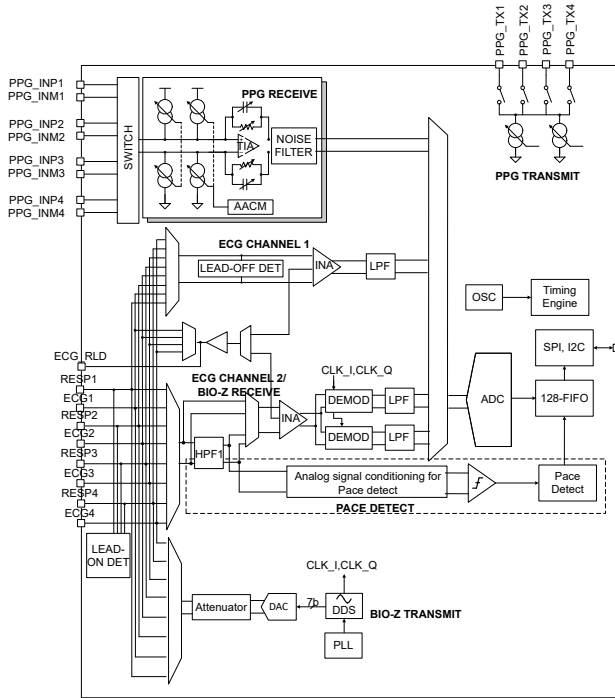 PPG_TX1
PPG_TX2
PPG_TX3
PPG_TX4
PPG_INP1
PPG_INM1
PPG_INP2
PPG_INM2
PPG_INP3
PPG_INM3
PPG_INP4
PPG_INM4
SWITCH
PPG RECEIVE
TIA
NOISE
FILTER
AACM
PPG TRANSMIT
ECG CHANNEL 1
LEAD-OFF DET
INA
LPF
OSC
Timing
Engine
SPI, I2C
ECG_RLD
RESP1
ECG1
RESP2
ECG2
RESP3
ECG3
RESP4
ECG4
ECG CHANNEL 2/
BIO-Z RECEIVE
CLK_I,CLK_Q
INA
DEMOD
LPF
DEMOD
LPF
ADC
128-FIFO
HPF1
Analog signal conditioning for
Pace detect
Pace
Detect
PACE DETECT
LEAD-
ON DET
CLK_I,CLK_Q
Attenuator
DAC
7b
DDS
BIO-Z TRANSMIT
PLL